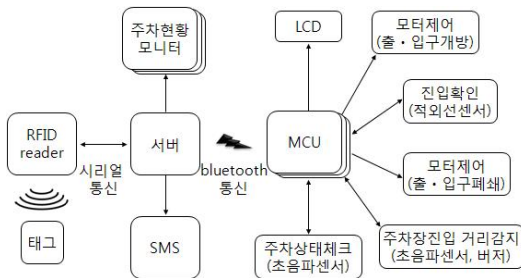 주차현황
모니터
LCD
모터제어
(출・입구개방)
진입확인
(적외선센서)
RFID
reader
시리얼
통신
서버
bluetooth
통신
MCU
모터제어
(출・입구폐쇄)
태그
SMS
주차상태체크
(초음파센서)
주차장진입 거리감지
(초음파센서, 버저)